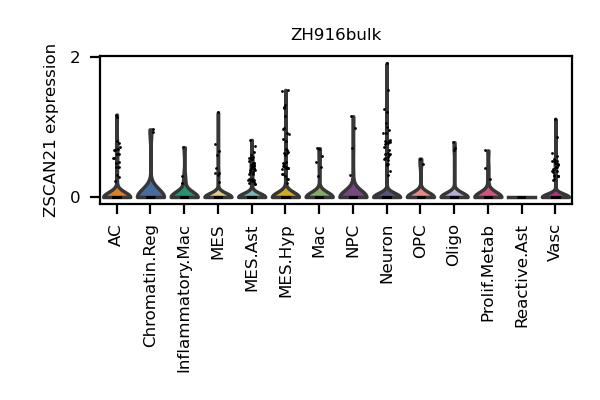 ZH916bulk
ZSCAN21 expression
2
0
AC
Chromatin.Reg
Inflammatory.Mac
MES
MES.Ast
MES.Hyp
Mac
NPC
Neuron
OPC
Oligo
Prolif.Metab
Reactive.Ast
Vasc